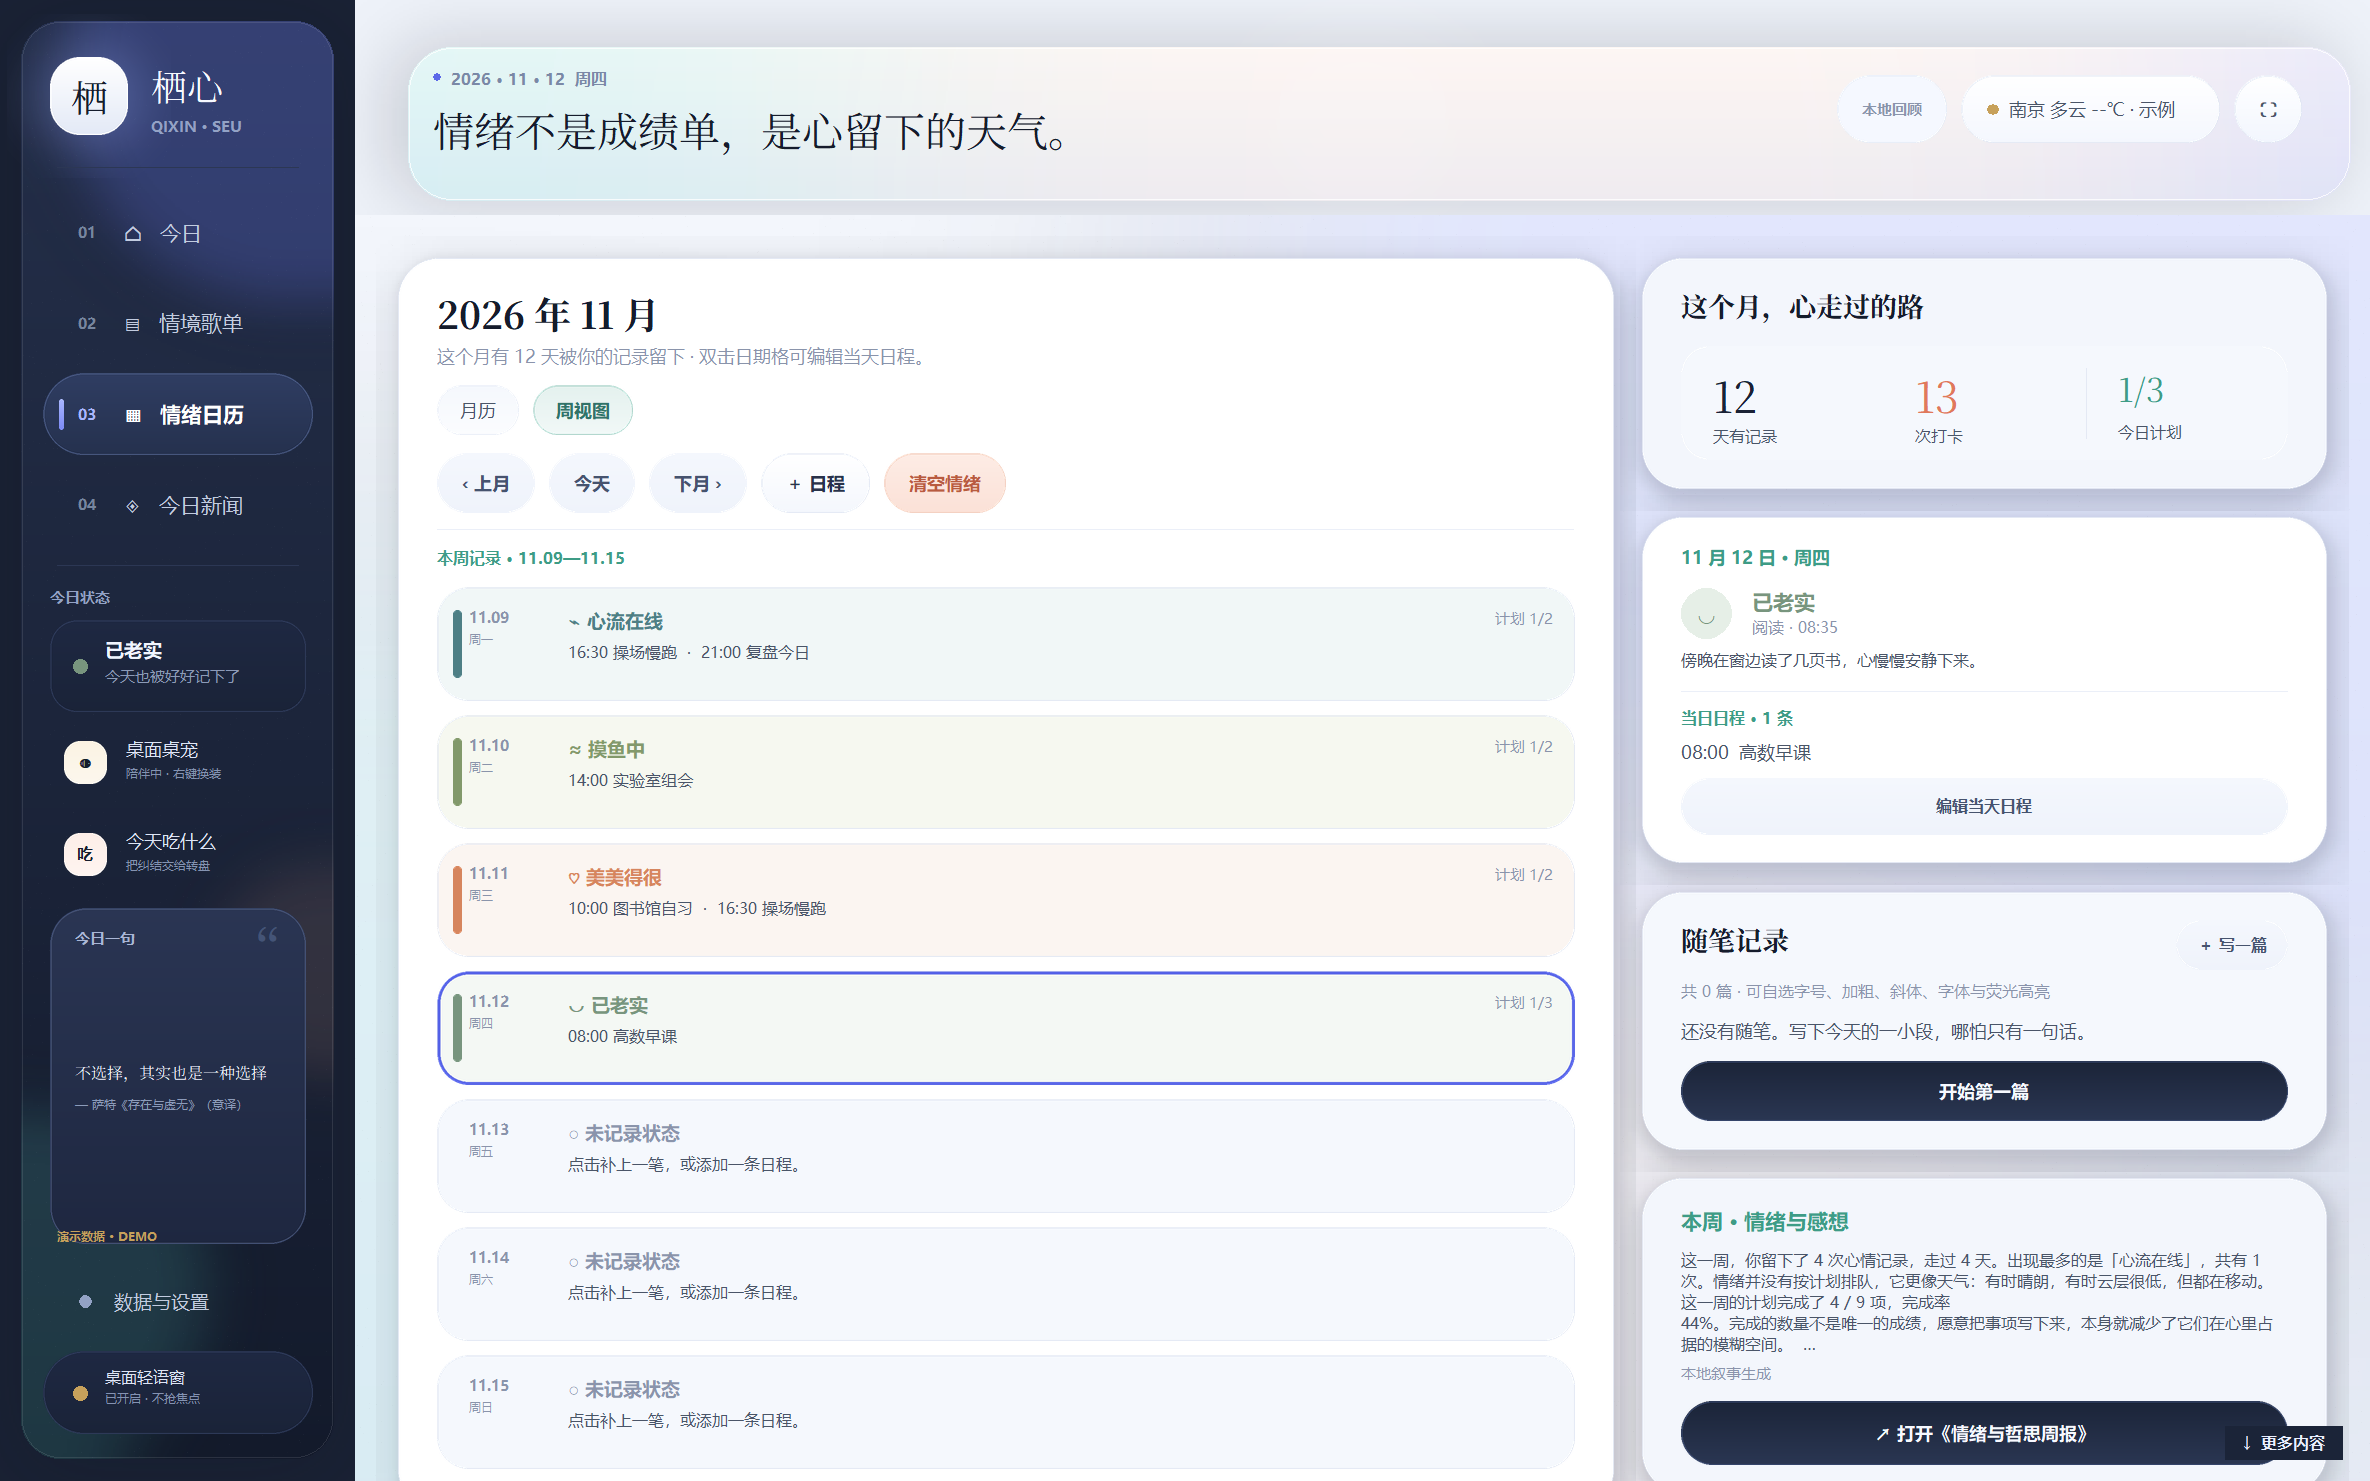 栖
栖心
QIXIN • SEU
01 今日
02 情境歌单
03 情绪日历
04 今日新闻
今日状态
已老实
今天也被好好记下了
桌面桌宠
陪伴中 · 右键换装
吃
今天吃什么
把纠结交给转盘
今日一句
“
不选择，其实也是一种选择
— 萨特《存在与虚无》（意译）
演示数据 • DEMO
数据与设置
桌面轻语窗
已开启 · 不抢焦点
2026 • 11 • 12 周四
情绪不是成绩单，是心留下的天气。
本地回顾
南京 多云 --°C · 示例
2026 年 11 月
这个月有 12 天被你的记录留下 · 双击日期格可编辑当天日程。
月历
周视图
‹ 上月
今天
下月 ›
+ 日程
清空情绪
本周记录 • 11.09—11.15
11.09
周一
心流在线
16:30 操场慢跑 · 21:00 复盘今日
计划 1/2
11.10
周二
≈ 摸鱼中
14:00 实验室组会
计划 1/2
11.11
周三
♡ 美美得很
10:00 图书馆自习 · 16:30 操场慢跑
计划 1/2
11.12
周四
已老实
08:00 高数早课
计划 1/3
11.13
周五
○ 未记录状态
点击补上一笔，或添加一条日程。
11.14
周六
○ 未记录状态
点击补上一笔，或添加一条日程。
11.15
周日
○ 未记录状态
点击补上一笔，或添加一条日程。
这个月，心走过的路
12
天有记录
13
次打卡
1/3
今日计划
11 月 12 日 • 周四
已老实
阅读 · 08:35
傍晚在窗边读了几页书，心慢慢安静下来。
当日日程 • 1 条
08:00 高数早课
编辑当天日程
随笔记录
+ 写一篇
共 0 篇 · 可自选字号、加粗、斜体、字体与荧光高亮
还没有随笔。写下今天的一小段，哪怕只有一句话。
开始第一篇
本周 • 情绪与感想
这一周，你留下了 4 次心情记录，走过 4 天。出现最多的是「心流在线」，共有 1
次。情绪并没有按计划排队，它更像天气：有时晴朗，有时云层很低，但都在移动。
这一周的计划完成了 4 / 9 项，完成率
44%。完成的数量不是唯一的成绩，愿意把事项写下来，本身就减少了它们在心里占
据的模糊空间。 ...
本地叙事生成
↗ 打开《情绪与哲思周报》
↓ 更多内容